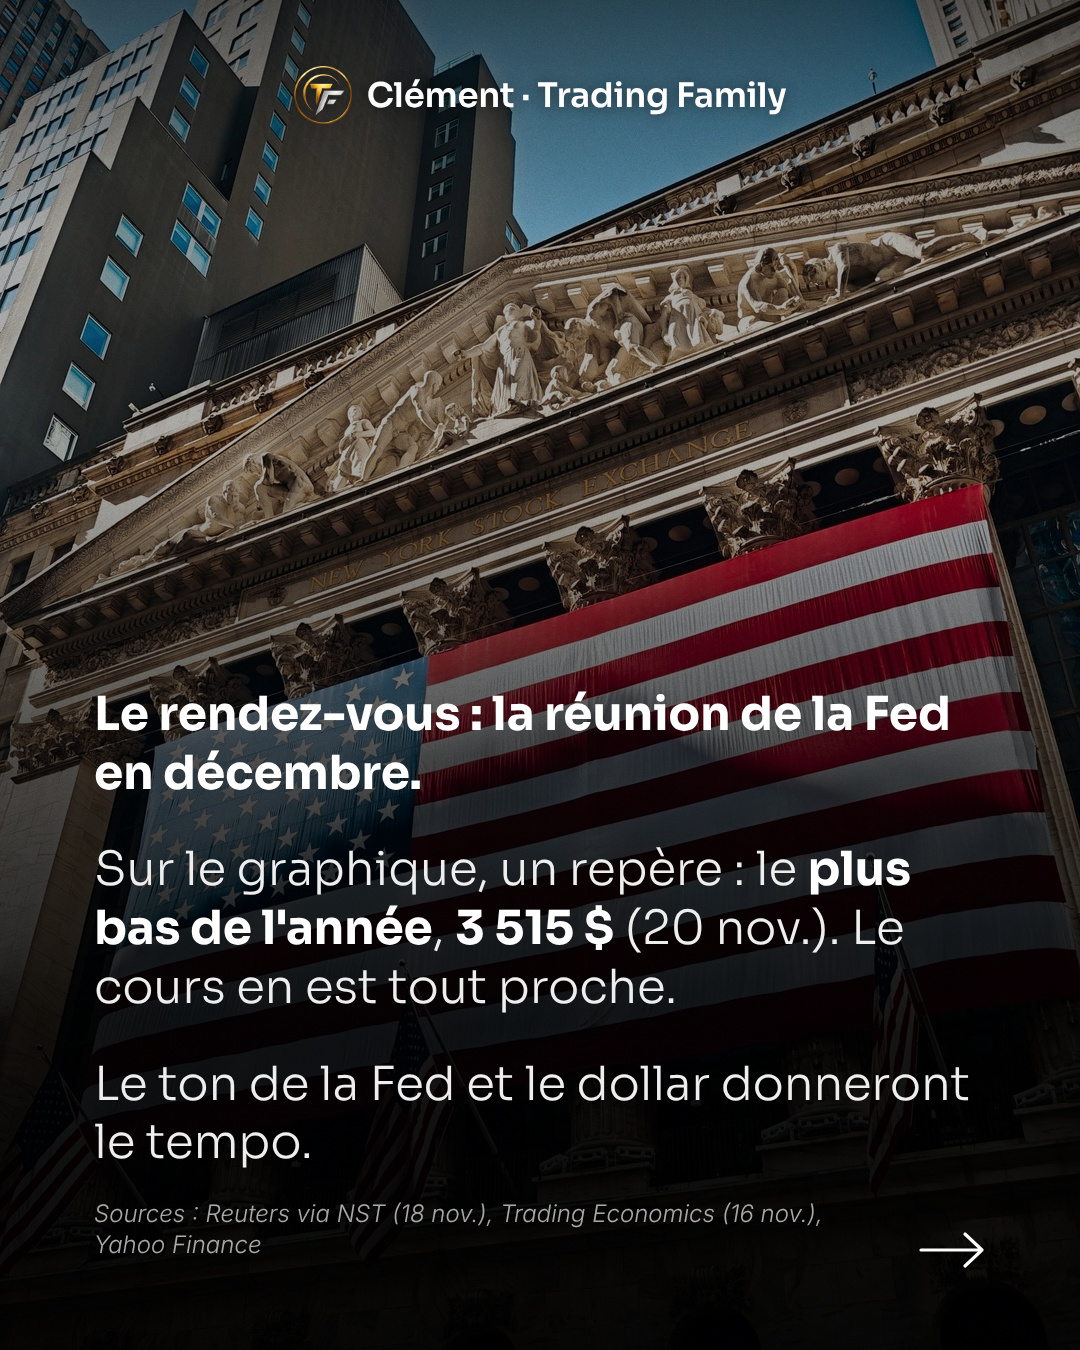 TF
Clément · Trading Family
NEW YORK STOCK EXCHANGE
Le rendez-vous : la réunion de la Fed
en décembre.
Sur le graphique, un repère : le plus
bas de l'année, 3 515 $ (20 nov.). Le
cours en est tout proche.
Le ton de la Fed et le dollar donneront
le tempo.
Sources : Reuters via NST (18 nov.), Trading Economics (16 nov.),
Yahoo Finance